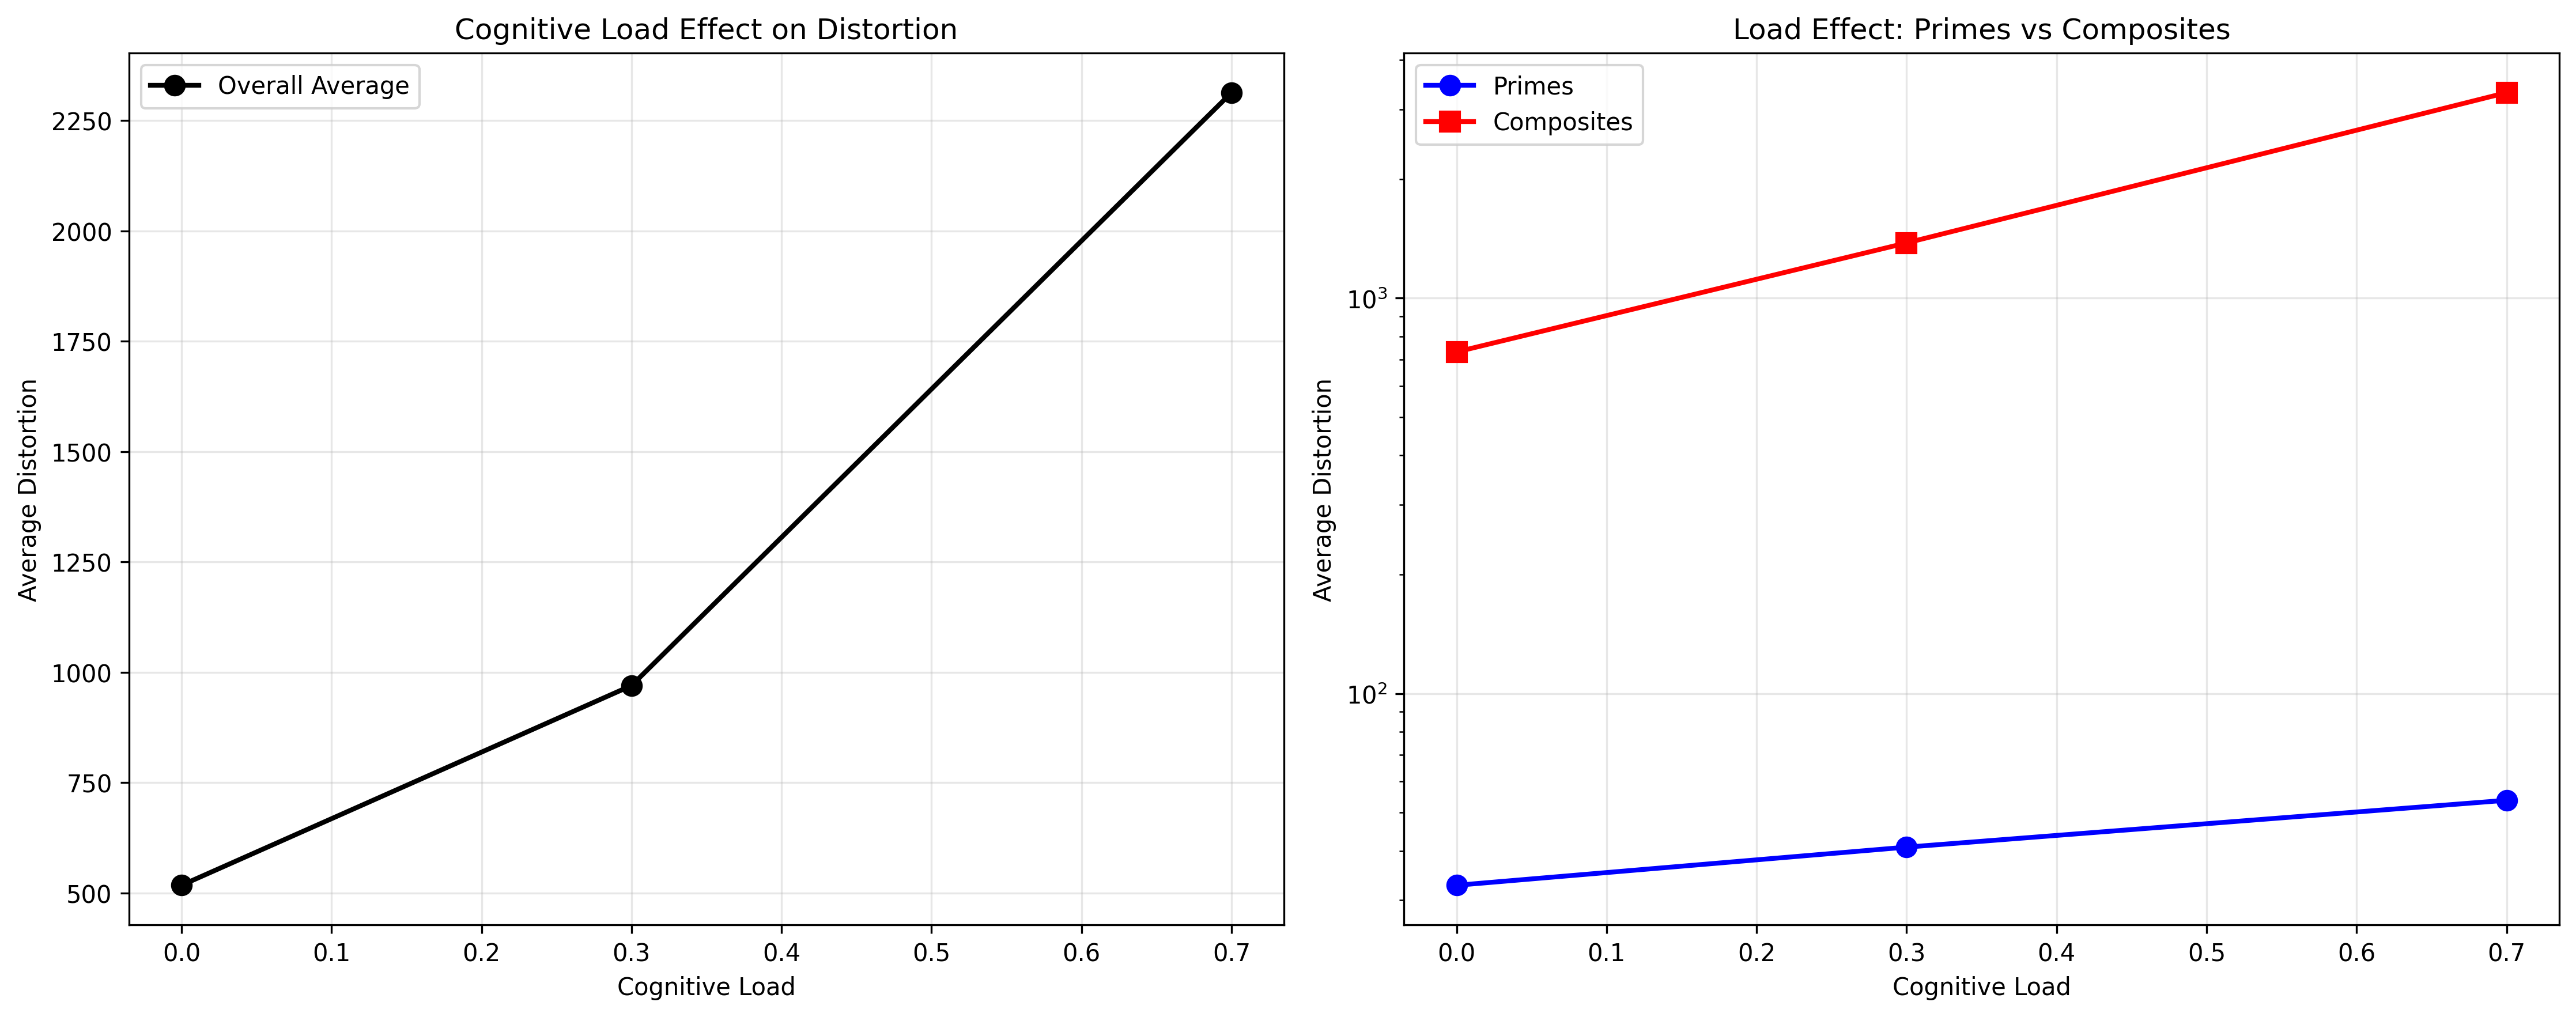 Cognitive Load Effect on Distortion
Overall Average
2250
2000
1750
1500
1250
1000
750
500
Average Distortion
0.0 0.1 0.2 0.3 0.4 0.5 0.6 0.7
Cognitive Load
Load Effect: Primes vs Composites
Primes
Composites
10³
10²
Average Distortion
0.0 0.1 0.2 0.3 0.4 0.5 0.6 0.7
Cognitive Load